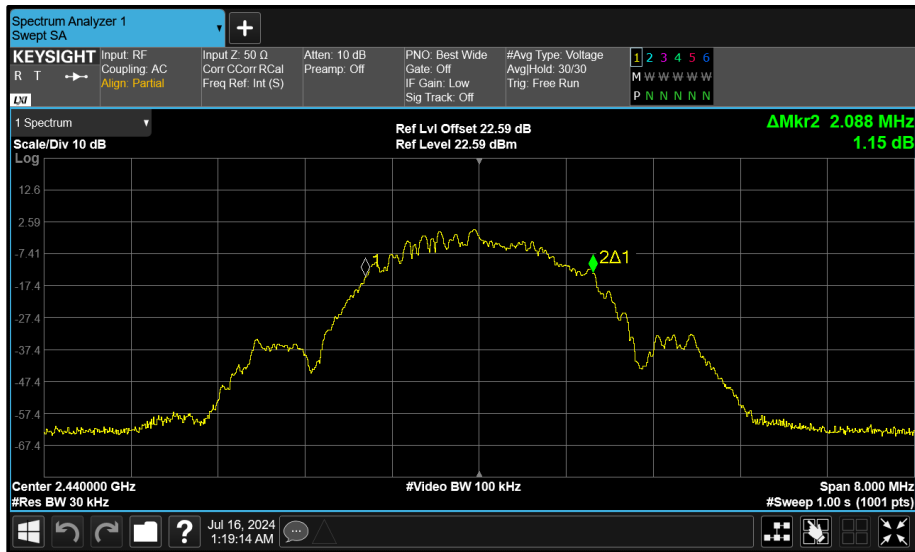 Spectrum Analyzer 1
Swept SA
+
KEYSIGHT
R T
LXI
Input: RF
Coupling: AC
Align: Partial
Input Z: 50 Ω
Corr CCorr RCal
Freq Ref: Int (S)
Atten: 10 dB
Preamp: Off
PNO: Best Wide
Gate: Off
IF Gain: Low
Sig Track: Off
#Avg Type: Voltage
Avg|Hold: 30/30
Trig: Free Run
1 2 3 4 5 6
M W W W W W
P N N N N N
1 Spectrum
Scale/Div 10 dB
Log
Ref Lvl Offset 22.59 dB
Ref Level 22.59 dBm
ΔMkr2 2.088 MHz
1.15 dB
12.6
2.59
-7.41
-17.4
-27.4
-37.4
-47.4
-57.4
-67.4
1
2Δ1
Center 2.440000 GHz
#Res BW 30 kHz
#Video BW 100 kHz
Span 8.000 MHz
#Sweep 1.00 s (1001 pts)
?
Jul 16, 2024
1:19:14 AM